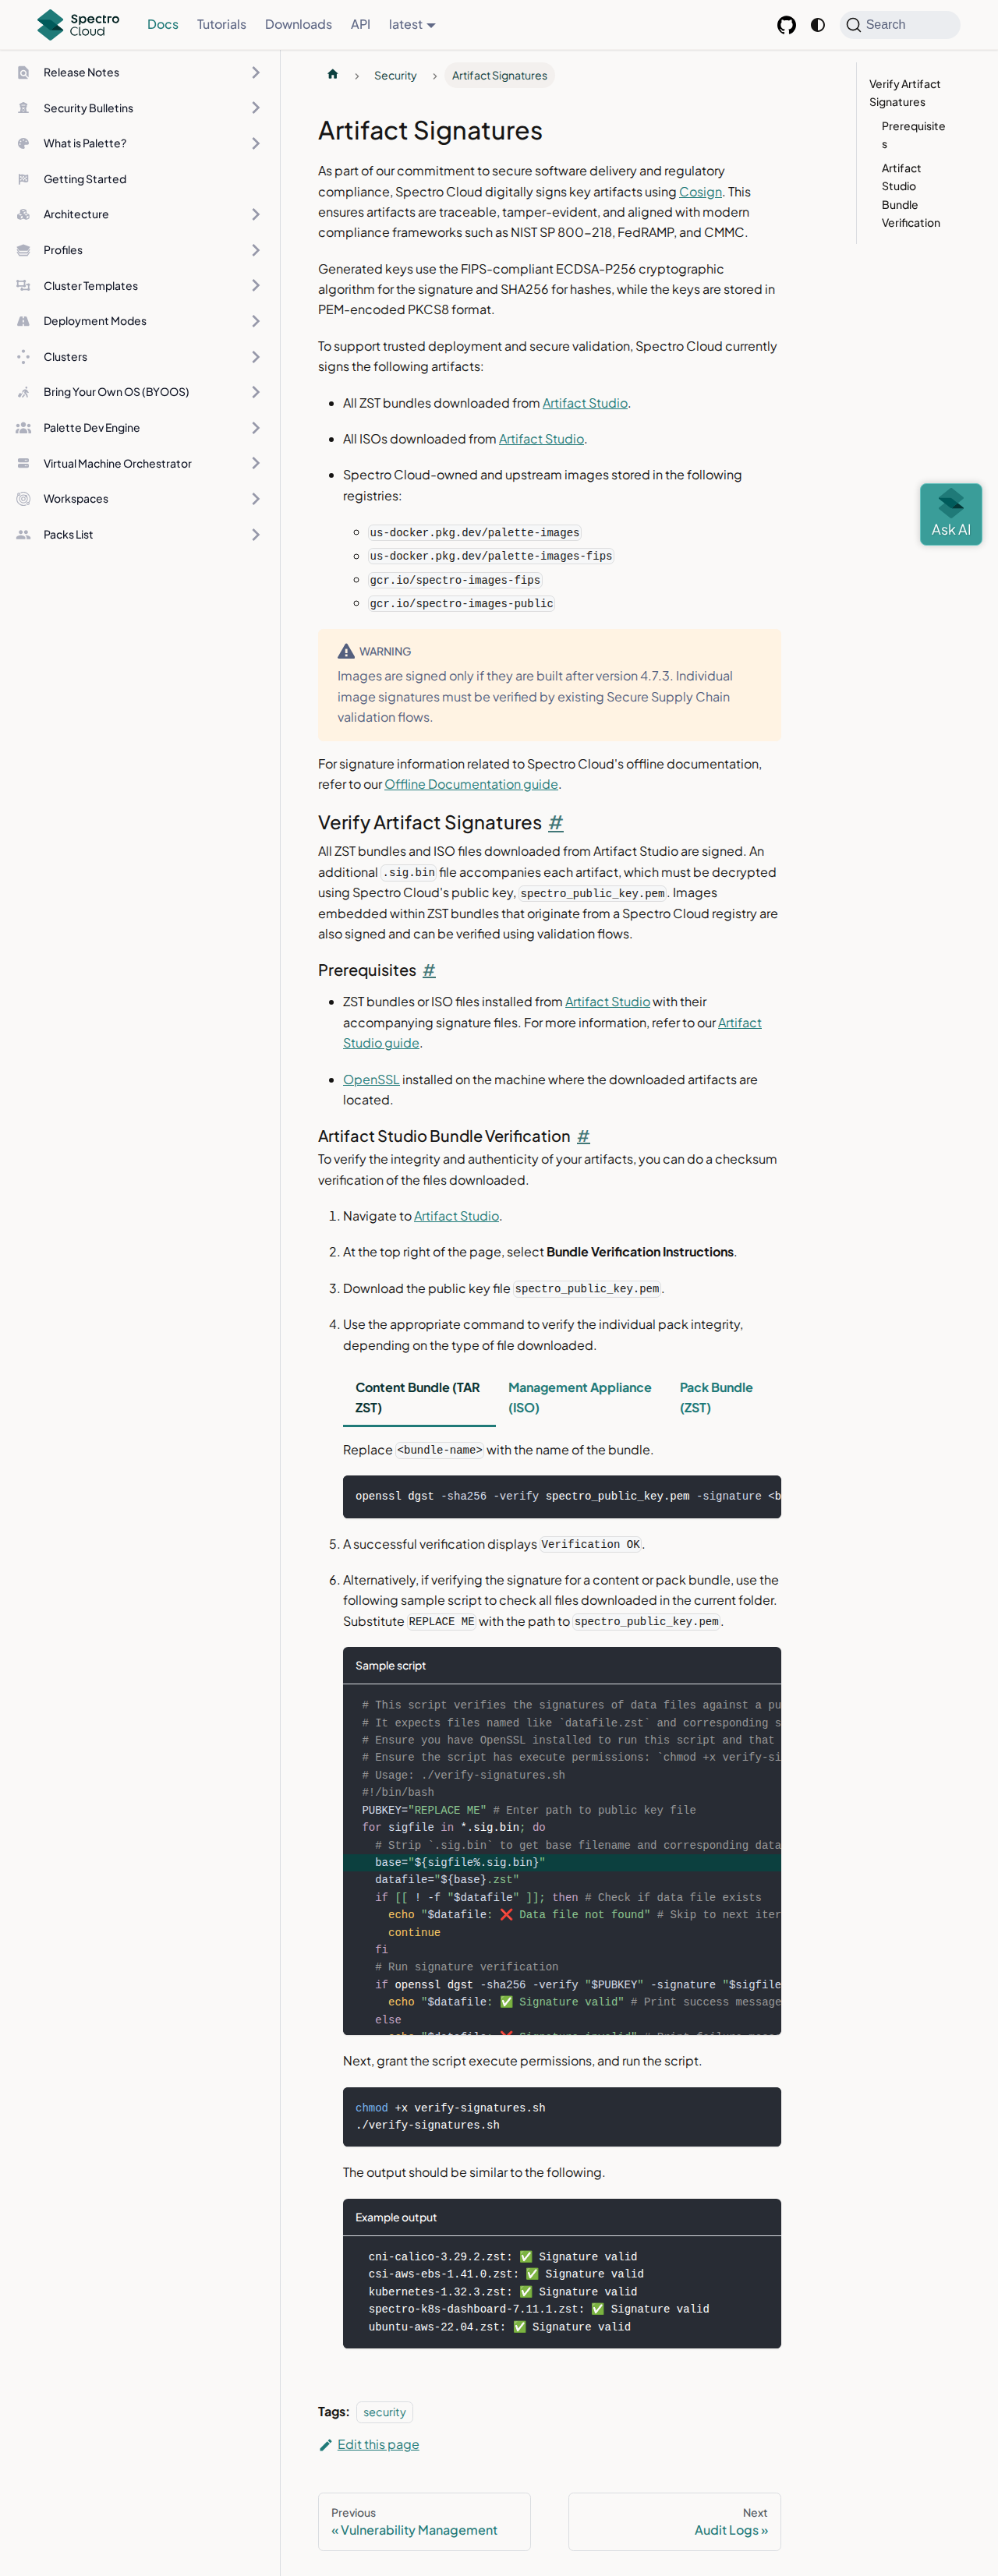 Spectro Cloud
Docs
Tutorials
Downloads
API
latest
Search
Release Notes
Security Bulletins
What is Palette?
Getting Started
Architecture
Profiles
Cluster Templates
Deployment Modes
Clusters
Bring Your Own OS (BYOOS)
Palette Dev Engine
Virtual Machine Orchestrator
Workspaces
Packs List
Security
Artifact Signatures
Artifact Signatures
As part of our commitment to secure software delivery and regulatory
compliance, Spectro Cloud digitally signs key artifacts using Cosign. This
ensures artifacts are traceable, tamper-evident, and aligned with modern
compliance frameworks such as NIST SP 800-218, FedRAMP, and CMMC.
Generated keys use the FIPS-compliant ECDSA-P256 cryptographic
algorithm for the signature and SHA256 for hashes, while the keys are stored in
PEM-encoded PKCS8 format.
To support trusted deployment and secure validation, Spectro Cloud currently
signs the following artifacts:
• All ZST bundles downloaded from Artifact Studio.
• All ISOs downloaded from Artifact Studio.
• Spectro Cloud-owned and upstream images stored in the following
registries:
us-docker.pkg.dev/palette-images
us-docker.pkg.dev/palette-images-fips
gcr.io/spectro-images-fips
gcr.io/spectro-images-public
WARNING
Images are signed only if they are built after version 4.7.3. Individual
image signatures must be verified by existing Secure Supply Chain
validation flows.
For signature information related to Spectro Cloud's offline documentation,
refer to our Offline Documentation guide.
Verify Artifact Signatures #
All ZST bundles and ISO files downloaded from Artifact Studio are signed. An
additional .sig.bin file accompanies each artifact, which must be decrypted
using Spectro Cloud's public key, spectro_public_key.pem. Images
embedded within ZST bundles that originate from a Spectro Cloud registry are
also signed and can be verified using validation flows.
Prerequisites #
• ZST bundles or ISO files installed from Artifact Studio with their
accompanying signature files. For more information, refer to our Artifact
Studio guide.
• OpenSSL installed on the machine where the downloaded artifacts are
located.
Artifact Studio Bundle Verification #
To verify the integrity and authenticity of your artifacts, you can do a checksum
verification of the files downloaded.
1. Navigate to Artifact Studio.
2. At the top right of the page, select Bundle Verification Instructions.
3. Download the public key file spectro_public_key.pem.
4. Use the appropriate command to verify the individual pack integrity,
depending on the type of file downloaded.
Content Bundle (TAR
ZST)
Management Appliance
(ISO)
Pack Bundle
(ZST)
Replace <bundle-name> with the name of the bundle.
openssl dgst -sha256 -verify spectro_public_key.pem -signature <b
5. A successful verification displays Verification OK.
6. Alternatively, if verifying the signature for a content or pack bundle, use the
following sample script to check all files downloaded in the current folder.
Substitute REPLACE ME with the path to spectro_public_key.pem.
Sample script
# This script verifies the signatures of data files against a pu
# It expects files named like `datafile.zst` and corresponding s
# Ensure you have OpenSSL installed to run this script and that
# Ensure the script has execute permissions: `chmod +x verify-si
# Usage: ./verify-signatures.sh
#!/bin/bash
PUBKEY="REPLACE ME" # Enter path to public key file
for sigfile in *.sig.bin; do
# Strip `.sig.bin` to get base filename and corresponding data
base="${sigfile%.sig.bin}"
datafile="${base}.zst"
if [[ ! -f "$datafile" ]]; then # Check if data file exists
echo "$datafile: ❌ Data file not found" # Skip to next iter
continue
fi
# Run signature verification
if openssl dgst -sha256 -verify "$PUBKEY" -signature "$sigfile
echo "$datafile: ✅ Signature valid" # Print success message
else
echo "$datafile: ❌ Signature invalid" # Print failure mess
Next, grant the script execute permissions, and run the script.
chmod +x verify-signatures.sh
./verify-signatures.sh
The output should be similar to the following.
Example output
cni-calico-3.29.2.zst: ✅ Signature valid
csi-aws-ebs-1.41.0.zst: ✅ Signature valid
kubernetes-1.32.3.zst: ✅ Signature valid
spectro-k8s-dashboard-7.11.1.zst: ✅ Signature valid
ubuntu-aws-22.04.zst: ✅ Signature valid
Tags: security
Edit this page
Previous
« Vulnerability Management
Next
Audit Logs »
Verify Artifact
Signatures
Prerequisite
s
Artifact
Studio
Bundle
Verification
Ask AI